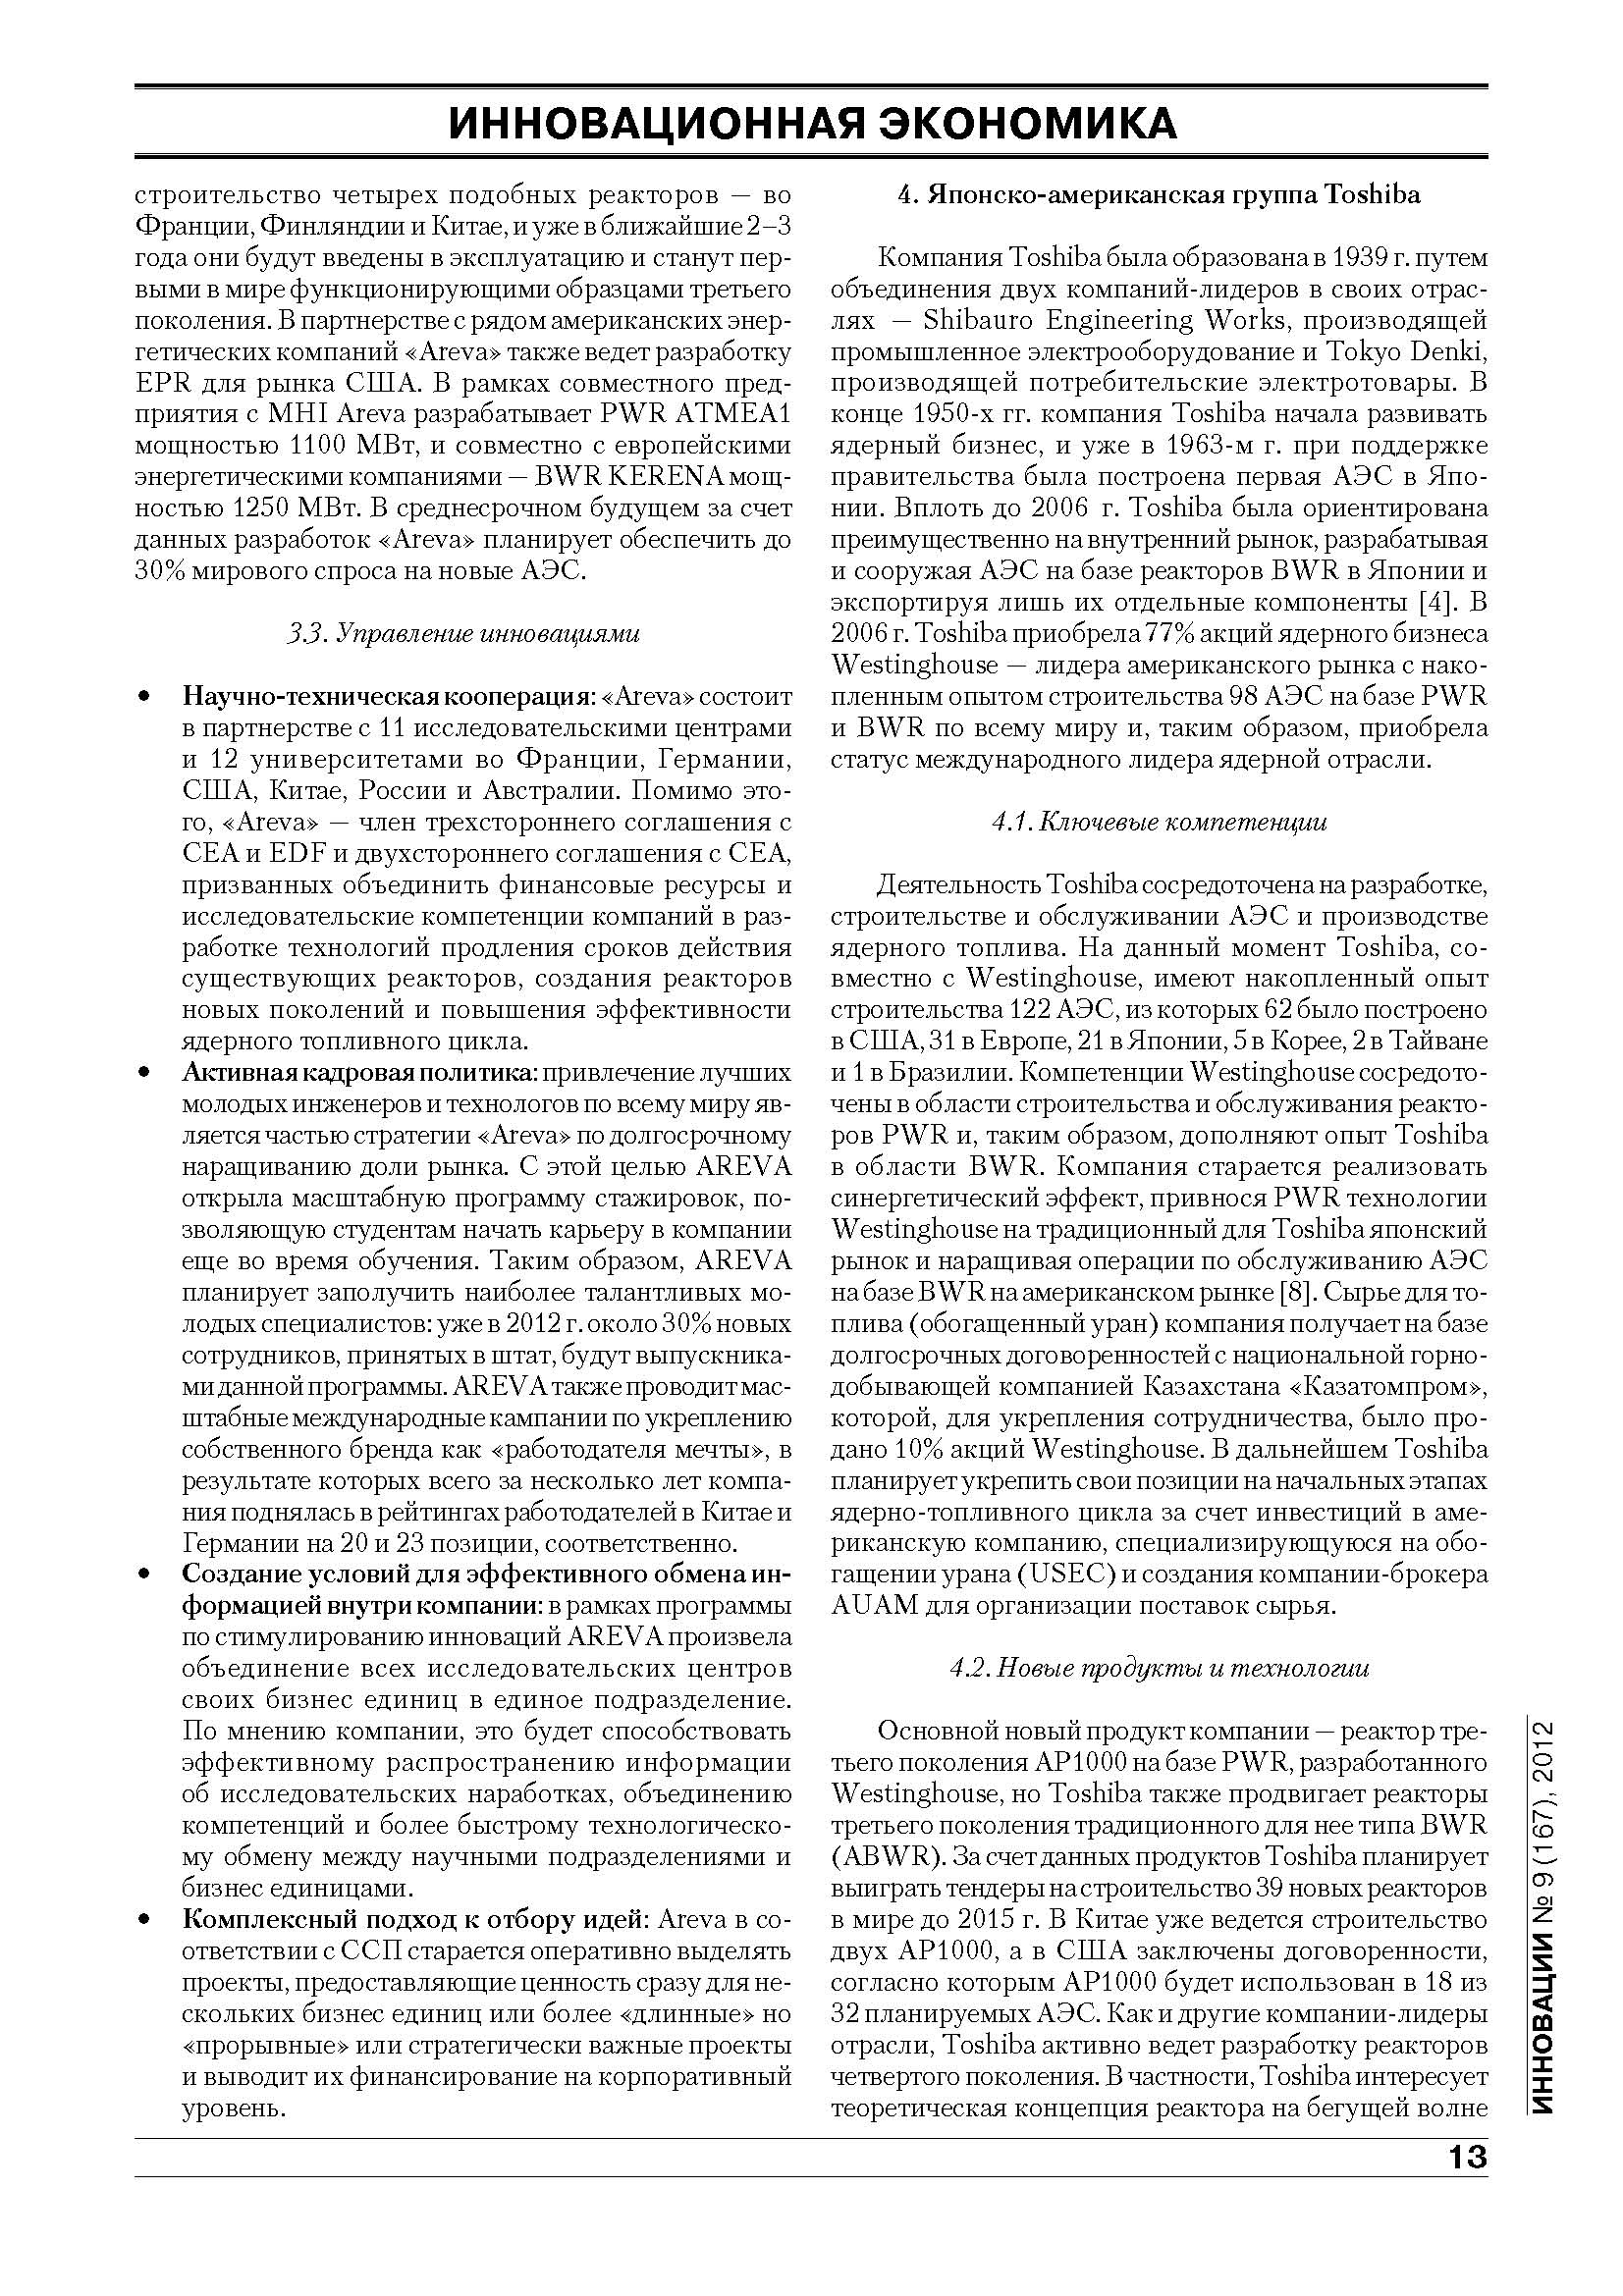 ИННОВАЦИОННАЯ ЭКОНОМИКА
строительство четырех подобных реакторов — во
Франции, Финляндии и Китае, и уже в ближайшие 2–3
года они будут введены в эксплуатацию и станут пер-
выми в мире функционирующими образцами третьего
поколения. В партнерстве с рядом американских энер-
гетических компаний «Areva» также ведет разработку
EPR для рынка США. В рамках совместного пред-
приятия с MHI Areva разрабатывает PWR ATMEA1
мощностью 1100 МВт, и совместно с европейскими
энергетическими компаниями — BWR KERENA мощ-
ностью 1250 МВт. В среднесрочном будущем за счет
данных разработок «Areva» планирует обеспечить до
30% мирового спроса на новые АЭС.
3.3. Управление инновациями
• Научно-техническая кооперация: «Areva» состоит
в партнерстве с 11 исследовательскими центрами
и 12 университетами во Франции, Германии,
США, Китае, России и Австралии. Помимо это-
го, «Areva» — член трехстороннего соглашения с
CEA и EDF и двухстороннего соглашения с CEA,
призванных объединить финансовые ресурсы и
исследовательские компетенции компаний в раз-
работке технологий продления сроков действия
существующих реакторов, создания реакторов
новых поколений и повышения эффективности
ядерного топливного цикла.
• Активная кадровая политика: привлечение лучших
молодых инженеров и технологов по всему миру яв-
ляется частью стратегии «Areva» по долгосрочному
наращиванию доли рынка. С этой целью AREVA
открыла масштабную программу стажировок, по-
зволяющую студентам начать карьеру в компании
еще во время обучения. Таким образом, AREVA
планирует заполучить наиболее талантливых мо-
лодых специалистов: уже в 2012 г. около 30% новых
сотрудников, принятых в штат, будут выпускника-
ми данной программы. AREVA также проводит мас-
штабные международные кампании по укреплению
собственного бренда как «работодателя мечты», в
результате которых всего за несколько лет компа-
ния поднялась в рейтингах работодателей в Китае и
Германии на 20 и 23 позиции, соответственно.
• Создание условий для эффективного обмена ин-
формацией внутри компании: в рамках программы
по стимулированию инноваций AREVA произвела
объединение всех исследовательских центров
своих бизнес единиц в единое подразделение.
По мнению компании, это будет способствовать
эффективному распространению информации
об исследовательских наработках, объединению
компетенций и более быстрому технологическо-
му обмену между научными подразделениями и
бизнес единицами.
• Комплексный подход к отбору идей: Areva в со-
ответствии с ССП старается оперативно выделять
проекты, предоставляющие ценность сразу для не-
скольких бизнес единиц или более «длинные» но
«прорывные» или стратегически важные проекты
и выводит их финансирование на корпоративный
уровень.
4. Японско-американская группа Toshiba
Компания Toshiba была образована в 1939 г. путем
объединения двух компаний-лидеров в своих отрас-
лях — Shibauro Engineering Works, производящей
промышленное электрооборудование и Tokyo Denki,
производящей потребительские электротовары. В
конце 1950-х гг. компания Toshiba начала развивать
ядерный бизнес, и уже в 1963-м г. при поддержке
правительства была построена первая АЭС в Япо-
нии. Вплоть до 2006 г. Toshiba была ориентирована
преимущественно на внутренний рынок, разрабатывая
и сооружая АЭС на базе реакторов BWR в Японии и
экспортируя лишь их отдельные компоненты [4]. В
2006 г. Toshiba приобрела 77% акций ядерного бизнеса
Westinghouse — лидера американского рынка с нако-
пленным опытом строительства 98 АЭС на базе PWR
и BWR по всему миру и, таким образом, приобрела
статус международного лидера ядерной отрасли.
4.1. Ключевые компетенции
Деятельность Toshiba сосредоточена на разработке,
строительстве и обслуживании АЭС и производстве
ядерного топлива. На данный момент Toshiba, со-
вместно с Westinghouse, имеют накопленный опыт
строительства 122 АЭС, из которых 62 было построено
в США, 31 в Европе, 21 в Японии, 5 в Корее, 2 в Тайване
и 1 в Бразилии. Компетенции Westinghouse сосредото-
чены в области строительства и обслуживания реакто-
ров PWR и, таким образом, дополняют опыт Toshiba
в области BWR. Компания старается реализовать
синергетический эффект, привнося PWR технологии
Westinghouse на традиционный для Toshiba японский
рынок и наращивая операции по обслуживанию АЭС
на базе BWR на американском рынке [8]. Сырье для то-
плива (обогащенный уран) компания получает на базе
долгосрочных договоренностей с национальной горно-
добывающей компанией Казахстана «Казатомпром»,
которой, для укрепления сотрудничества, было про-
дано 10% акций Westinghouse. В дальнейшем Toshiba
планирует укрепить свои позиции на начальных этапах
ядерно-топливного цикла за счет инвестиций в аме-
риканскую компанию, специализирующуюся на обо-
гащении урана (USEC) и создания компании-брокера
AUAM для организации поставок сырья.
4.2. Новые продукты и технологии
Основной новый продукт компании — реактор тре-
тьего поколения AP1000 на базе PWR, разработанного
Westinghouse, но Toshiba также продвигает реакторы
третьего поколения традиционного для нее типа BWR
(ABWR). За счет данных продуктов Toshiba планирует
выиграть тендеры на строительство 39 новых реакторов
в мире до 2015 г. В Китае уже ведется строительство
двух AP1000, а в США заключены договоренности,
согласно которым AP1000 будет использован в 18 из
32 планируемых АЭС. Как и другие компании-лидеры
отрасли, Toshiba активно ведет разработку реакторов
четвертого поколения. В частности, Toshiba интересует
теоретическая концепция реактора на бегущей волне
ИННОВАЦИИ № 9 (167), 2012
13